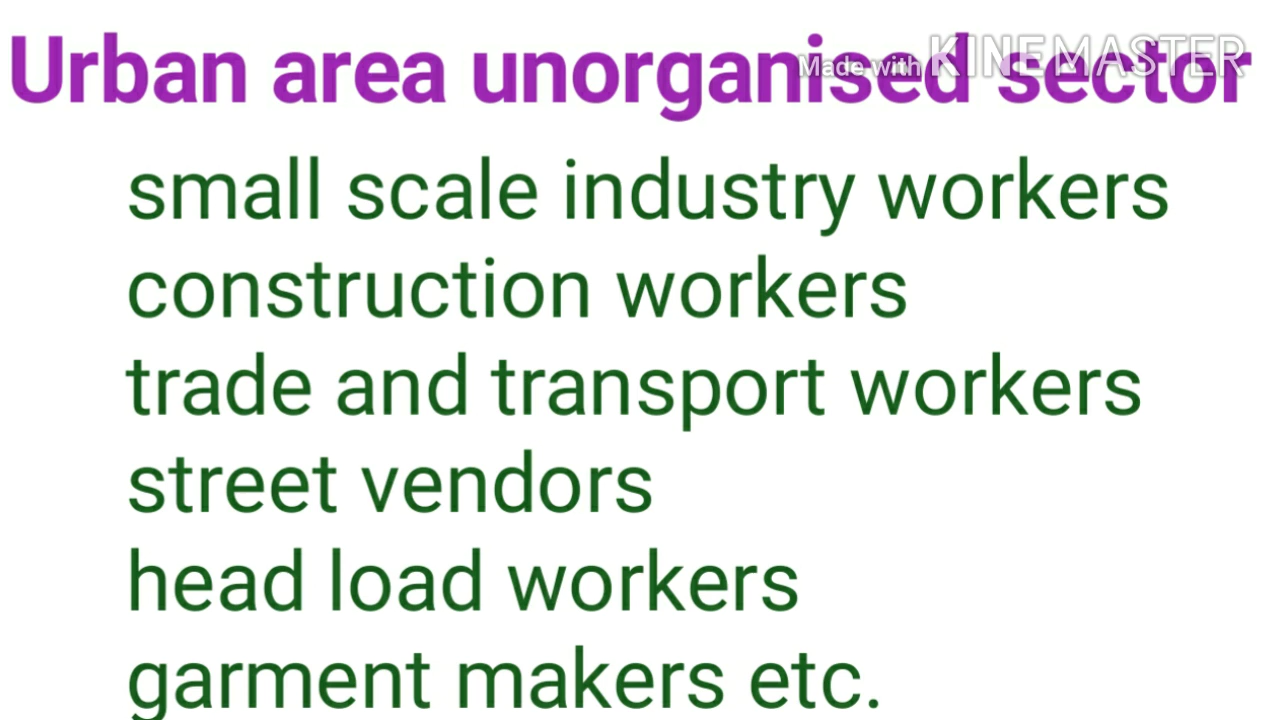 Urban area unorganised sector
Made with KINEMASTER
small scale industry workers
construction workers
trade and transport workers
street vendors
head load workers
garment makers etc.